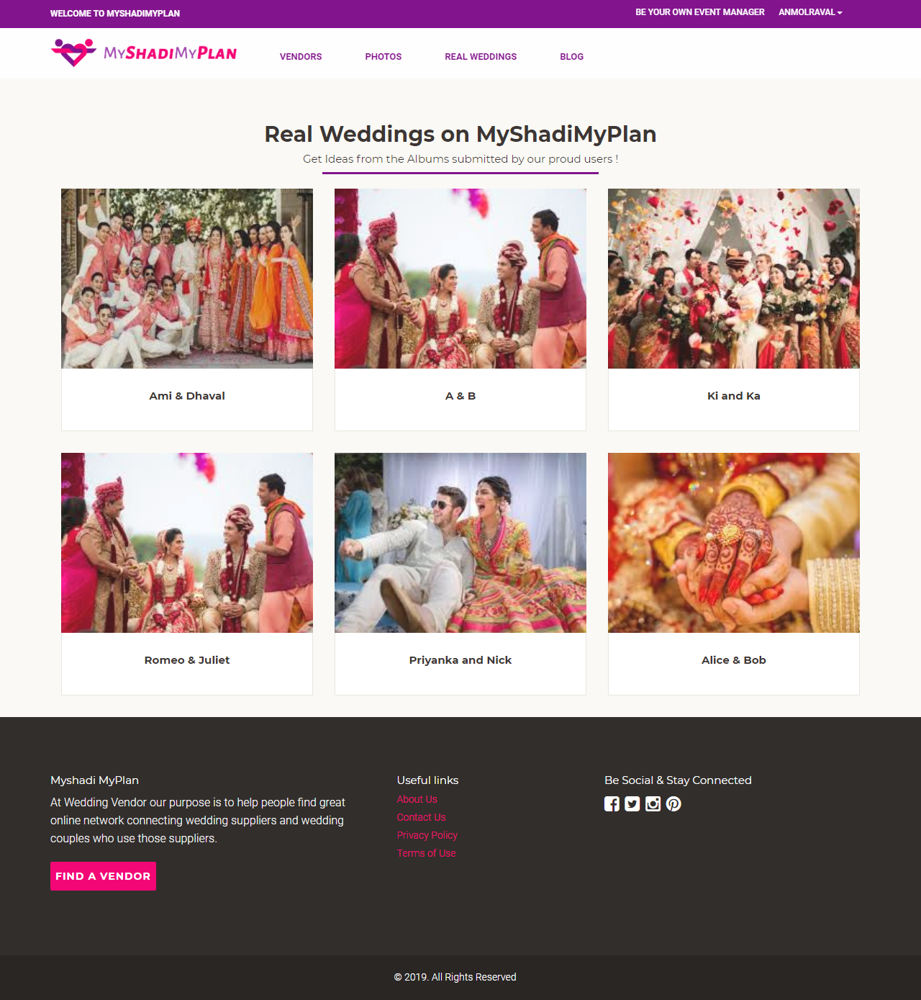 WELCOME TO MYSHADIMYPLAN
BE YOUR OWN EVENT MANAGER
ANMOLRAVAL
MYSHADIMYPLAN
VENDORS
PHOTOS
REAL WEDDINGS
BLOG
Real Weddings on MyShadiMyPlan
Get Ideas from the Albums submitted by our proud users !
Ami & Dhaval
A & B
Ki and Ka
Romeo & Juliet
Priyanka and Nick
Alice & Bob
Myshadi MyPlan
At Wedding Vendor our purpose is to help people find great
online network connecting wedding suppliers and wedding
couples who use those suppliers.
FIND A VENDOR
Useful links
About Us
Contact Us
Privacy Policy
Terms of Use
Be Social & Stay Connected
© 2019. All Rights Reserved